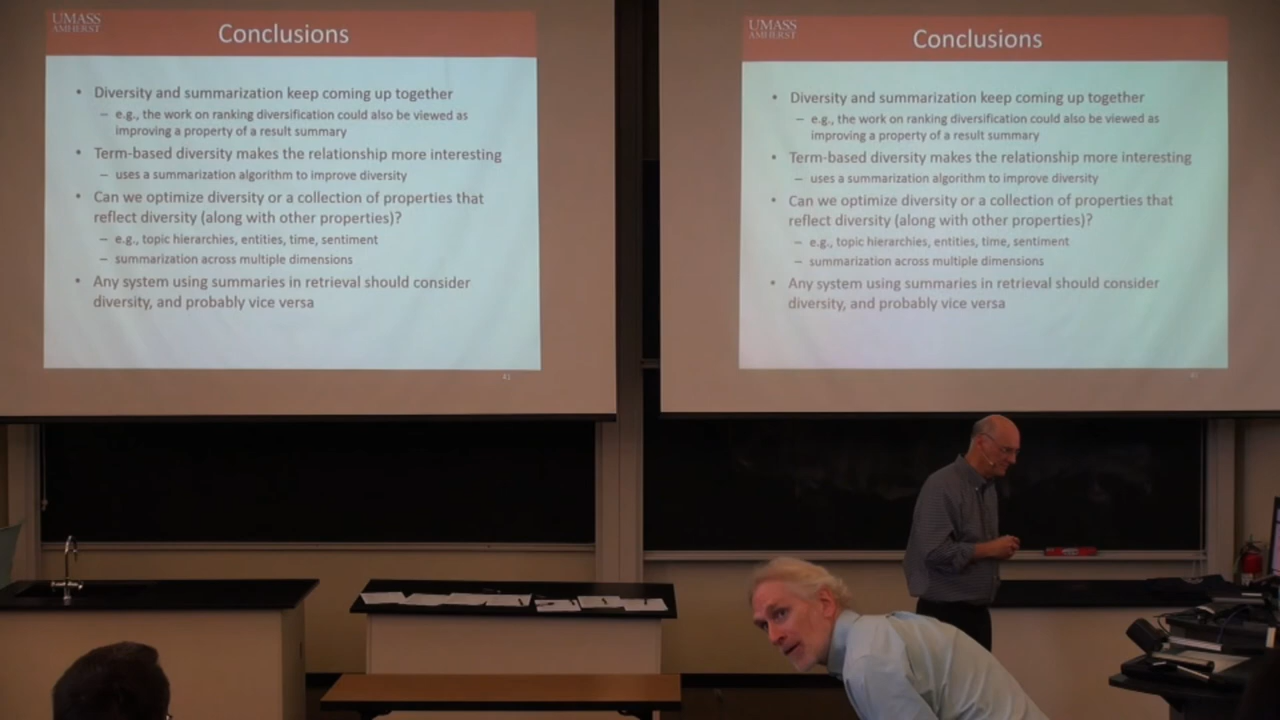 UMASS
AMHERST
Conclusions
• Diversity and summarization keep coming up together
– e.g., the work on ranking diversification could also be viewed as
improving a property of a result summary
• Term-based diversity makes the relationship more interesting
– uses a summarization algorithm to improve diversity
• Can we optimize diversity or a collection of properties that
reflect diversity (along with other properties)?
– e.g., topic hierarchies, entities, time, sentiment
– summarization across multiple dimensions
• Any system using summaries in retrieval should consider
diversity, and probably vice versa
41
UMASS
AMHERST
Conclusions
• Diversity and summarization keep coming up together
– e.g., the work on ranking diversification could also be viewed as
improving a property of a result summary
• Term-based diversity makes the relationship more interesting
– uses a summarization algorithm to improve diversity
• Can we optimize diversity or a collection of properties that
reflect diversity (along with other properties)?
– e.g., topic hierarchies, entities, time, sentiment
– summarization across multiple dimensions
• Any system using summaries in retrieval should consider
diversity, and probably vice versa